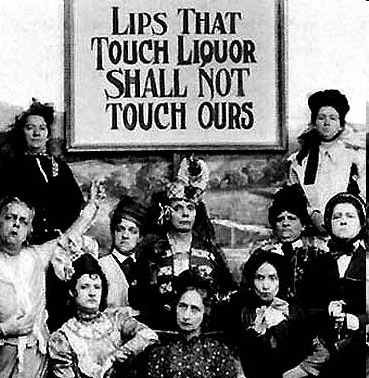 LIPS THAT
TOUCH LIQUOR
SHALL NOT
TOUCH OURS